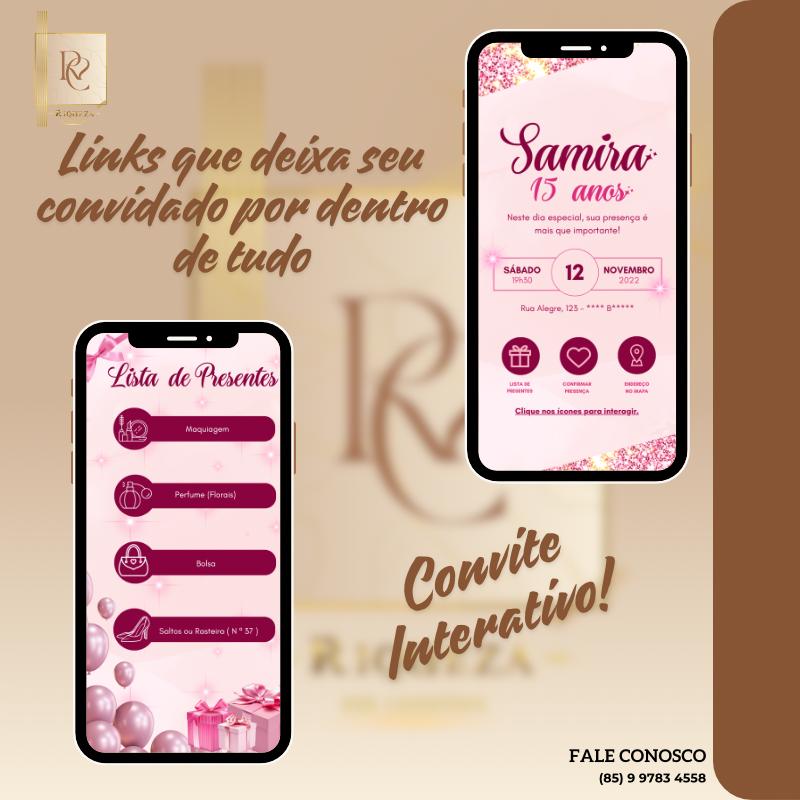 RC
RIQUEZA
Links que deixa seu
convidado por dentro
de tudo
Samira
15 anos
Neste dia especial, sua presença é
mais que importante!
SÁBADO
19h30
12
NOVEMBRO
2022
Rua Alegre, 123 - **** B*****
LISTA DE
PRESENTES
CONFIRMAR
PRESENÇA
ENDEREÇO
NO MAPA
Clique nos ícones para interagir.
Lista de Presentes
Maquiagem
Perfume (Florais)
Bolsa
Saltos ou Rasteira ( N º 37 )
Convite
Interativo!
RC
RIQUEZA
FALE CONOSCO
(85) 9 9783 4558